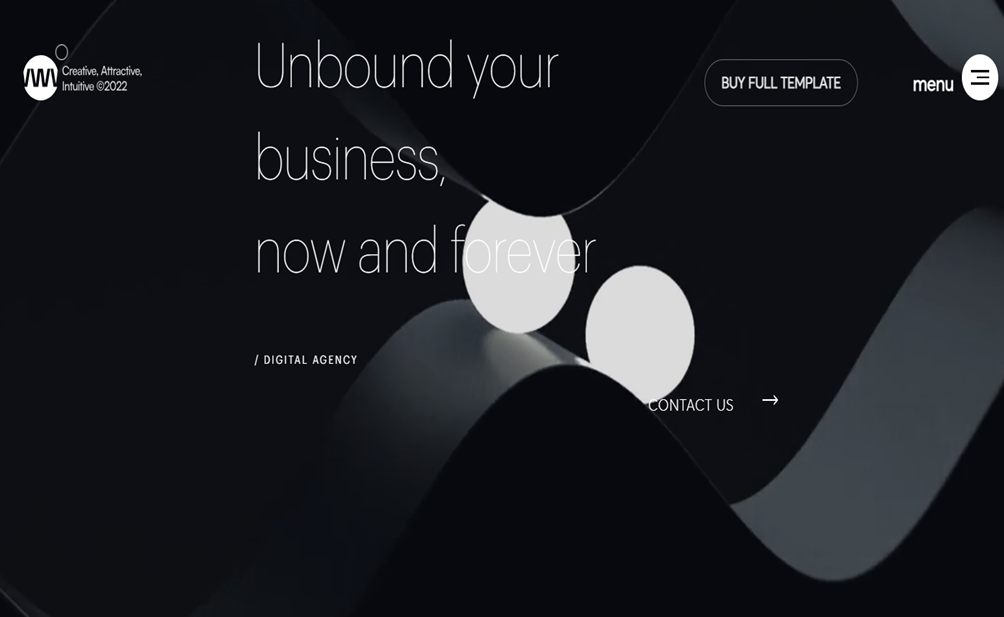 Creative, Attractive,
Intuitive ©2022
Unbound your
business,
now and forever
BUY FULL TEMPLATE
menu
/ DIGITAL AGENCY
CONTACT US →